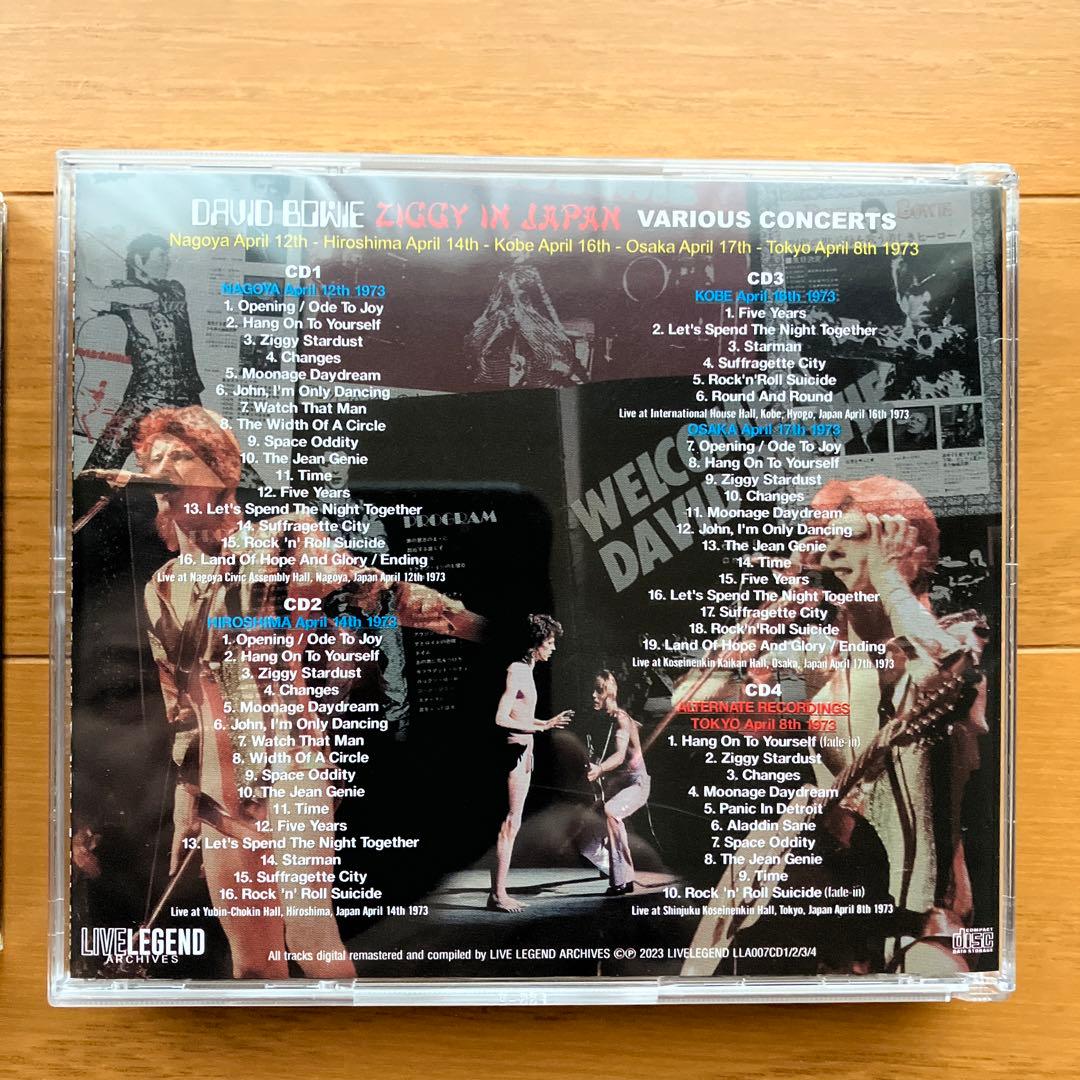 DAVID BOWIE ZIGGY IN JAPAN VARIOUS CONCERTS
Nagoya April 12th - Hiroshima April 14th - Kobe April 16th - Osaka April 17th - Tokyo April 8th 1973
CD1
NAGOYA April 12th 1973
1. Opening / Ode To Joy
2. Hang On To Yourself
3. Ziggy Stardust
4. Changes
5. Moonage Daydream
6. John, I'm Only Dancing
7. Watch That Man
8. The Width Of A Circle
9. Space Oddity
10. The Jean Genie
11. Time
12. Five Years
13. Let's Spend The Night Together
14. Suffragette City
15. Rock 'n' Roll Suicide
16. Land Of Hope And Glory / Ending
Live at Nagoya Civic Assembly Hall, Nagoya, Japan April 12th 1973
CD2
HIROSHIMA April 14th 1973
1. Opening / Ode To Joy
2. Hang On To Yourself
3. Ziggy Stardust
4. Changes
5. Moonage Daydream
6. John, I'm Only Dancing
7. Watch That Man
8. Width Of A Circle
9. Space Oddity
10. The Jean Genie
11. Time
12. Five Years
13. Let's Spend The Night Together
14. Starman
15. Suffragette City
16. Rock 'n' Roll Suicide
Live at Yubin-Chokin Hall, Hiroshima, Japan April 14th 1973
CD3
KOBE April 16th 1973
1. Five Years
2. Let's Spend The Night Together
3. Starman
4. Suffragette City
5. Rock'n'Roll Suicide
6. Round And Round
Live at International House Hall, Kobe, Hyogo, Japan April 16th 1973
OSAKA April 17th 1973
7. Opening / Ode To Joy
8. Hang On To Yourself
9. Ziggy Stardust
10. Changes
11. Moonage Daydream
12. John, I'm Only Dancing
13. The Jean Genie
14. Time
15. Five Years
16. Let's Spend The Night Together
17. Suffragette City
18. Rock'n'Roll Suicide
19. Land Of Hope And Glory / Ending
Live at Koseinenkin Kaikan Hall, Osaka, Japan April 17th 1973
CD4
ALTERNATE RECORDINGS
TOKYO April 8th 1973
1. Hang On To Yourself (fade-in)
2. Ziggy Stardust
3. Changes
4. Moonage Daydream
5. Panic In Detroit
6. Aladdin Sane
7. Space Oddity
8. The Jean Genie
9. Time
10. Rock 'n' Roll Suicide (fade-in)
Live at Shinjuku Koseinenkin Hall, Tokyo, Japan April 8th 1973
PROGRAM
BOWIE
LIVELEGEND
ARCHIVES
All tracks digital remastered and compiled by LIVE LEGEND ARCHIVES ©℗ 2023 LIVELEGEND LLA007CD1/2/3/4
COMPACT
disc
DATA STORAGE